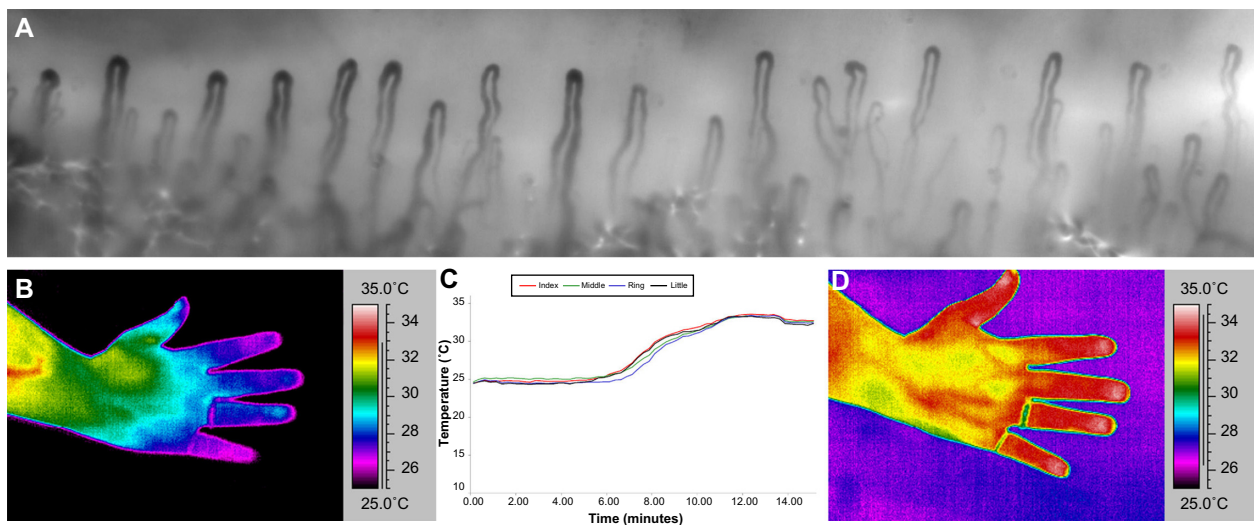 A
B
35.0˚C
34
32
30
28
26
25.0˚C
C
Index Middle Ring Little
Temperature (˚C)
35
30
25
20
15
10
0.00 2.00 4.00 6.00 8.00 10.00 12.00 14.00
Time (minutes)
D
35.0˚C
34
32
30
28
26
25.0˚C